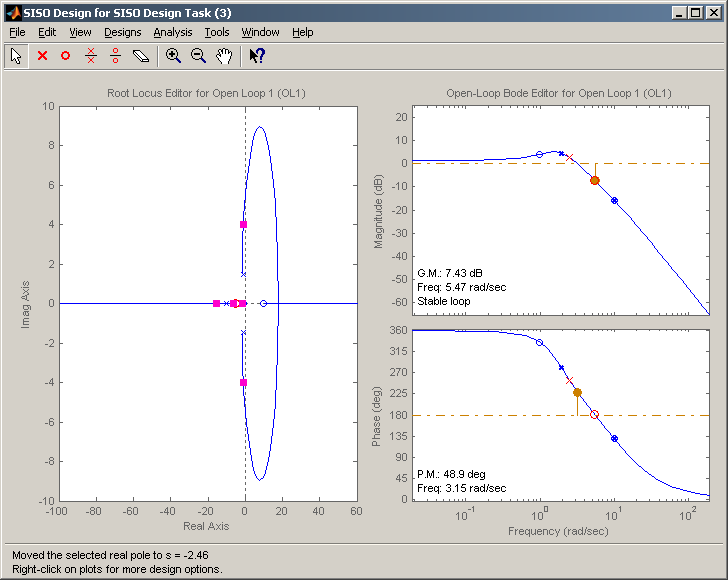 SISO Design for SISO Design Task (3)
File Edit View Designs Analysis Tools Window Help
Root Locus Editor for Open Loop 1 (OL1)
10
8
6
4
2
0
-2
-4
-6
-8
-10
Imag Axis
-100 -80 -60 -40 -20 0 20 40 60
Real Axis
Open-Loop Bode Editor for Open Loop 1 (OL1)
20
10
0
-10
-20
-30
-40
-50
-60
Magnitude (dB)
G.M.: 7.43 dB
Freq: 5.47 rad/sec
Stable loop
360
315
270
225
180
135
90
45
0
Phase (deg)
P.M.: 48.9 deg
Freq: 3.15 rad/sec
10^-1 10^0 10^1 10^2
Frequency (rad/sec)
Moved the selected real pole to s = -2.46
Right-click on plots for more design options.